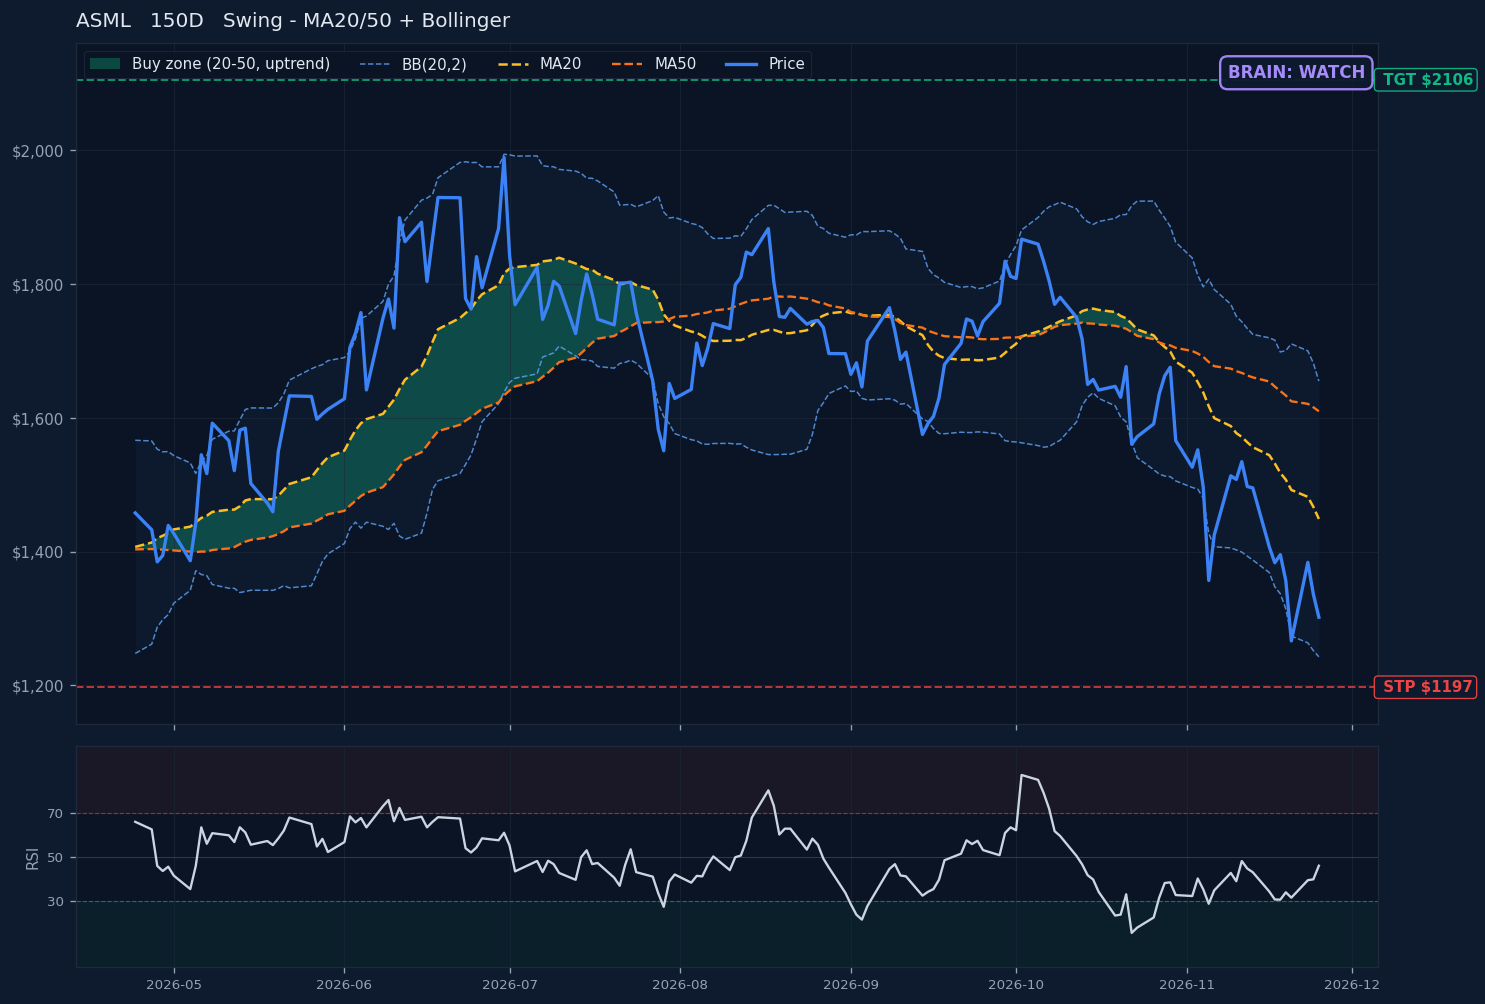 ASML 150D Swing - MA20/50 + Bollinger
Buy zone (20-50, uptrend) BB(20,2) MA20 MA50 Price
BRAIN: WATCH
TGT $2106
$2,000
$1,800
$1,600
$1,400
$1,200
STP $1197
70
50
30
RSI
2026-05 2026-06 2026-07 2026-08 2026-09 2026-10 2026-11 2026-12